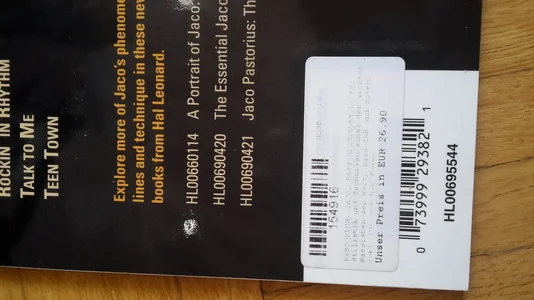 ROCKIN' IN RHYTHM
TALK TO ME
TEEN TOWN
Explore more of Jaco's phenome
lines and technique in these new
books from Hal Leonard.
HL00660114 A Portrait of Jaco:
HL00690420 The Essential Jaco
HL00690421 Jaco Pastorius: Th
154916
Unser Preis in EUR 26.90
0 73999 29382 1
HL00695544